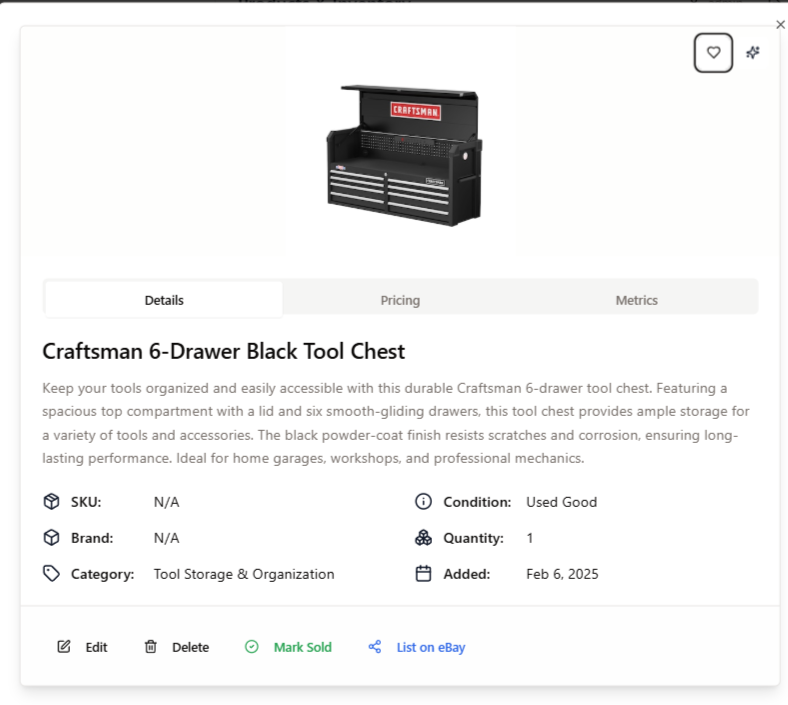 CRAFTSMAN
Details
Pricing
Metrics
Craftsman 6-Drawer Black Tool Chest
Keep your tools organized and easily accessible with this durable Craftsman 6-drawer tool chest. Featuring a
spacious top compartment with a lid and six smooth-gliding drawers, this tool chest provides ample storage for
a variety of tools and accessories. The black powder-coat finish resists scratches and corrosion, ensuring long-
lasting performance. Ideal for home garages, workshops, and professional mechanics.
SKU: N/A
Condition: Used Good
Brand: N/A
Quantity: 1
Category: Tool Storage & Organization
Added: Feb 6, 2025
Edit
Delete
Mark Sold
List on eBay